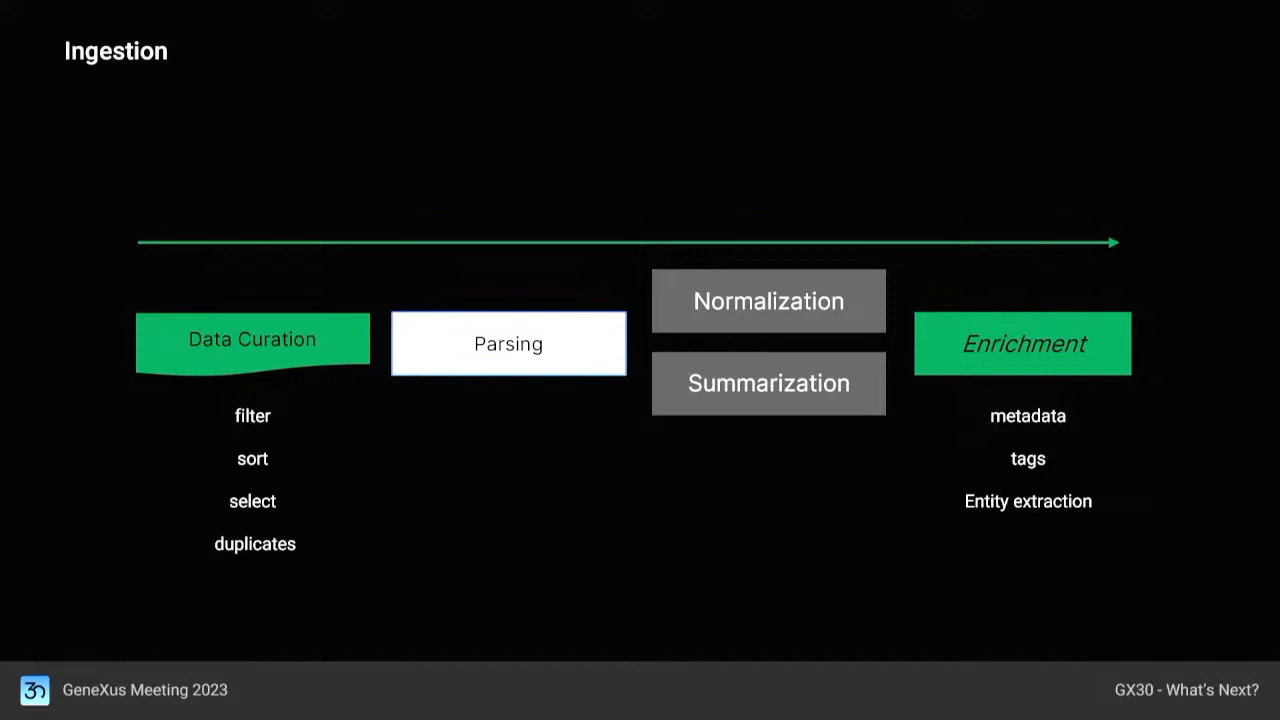 Ingestion
Data Curation
filter
sort
select
duplicates
Parsing
Normalization
Summarization
Enrichment
metadata
tags
Entity extraction
30 GeneXus Meeting 2023
GX30 - What's Next?